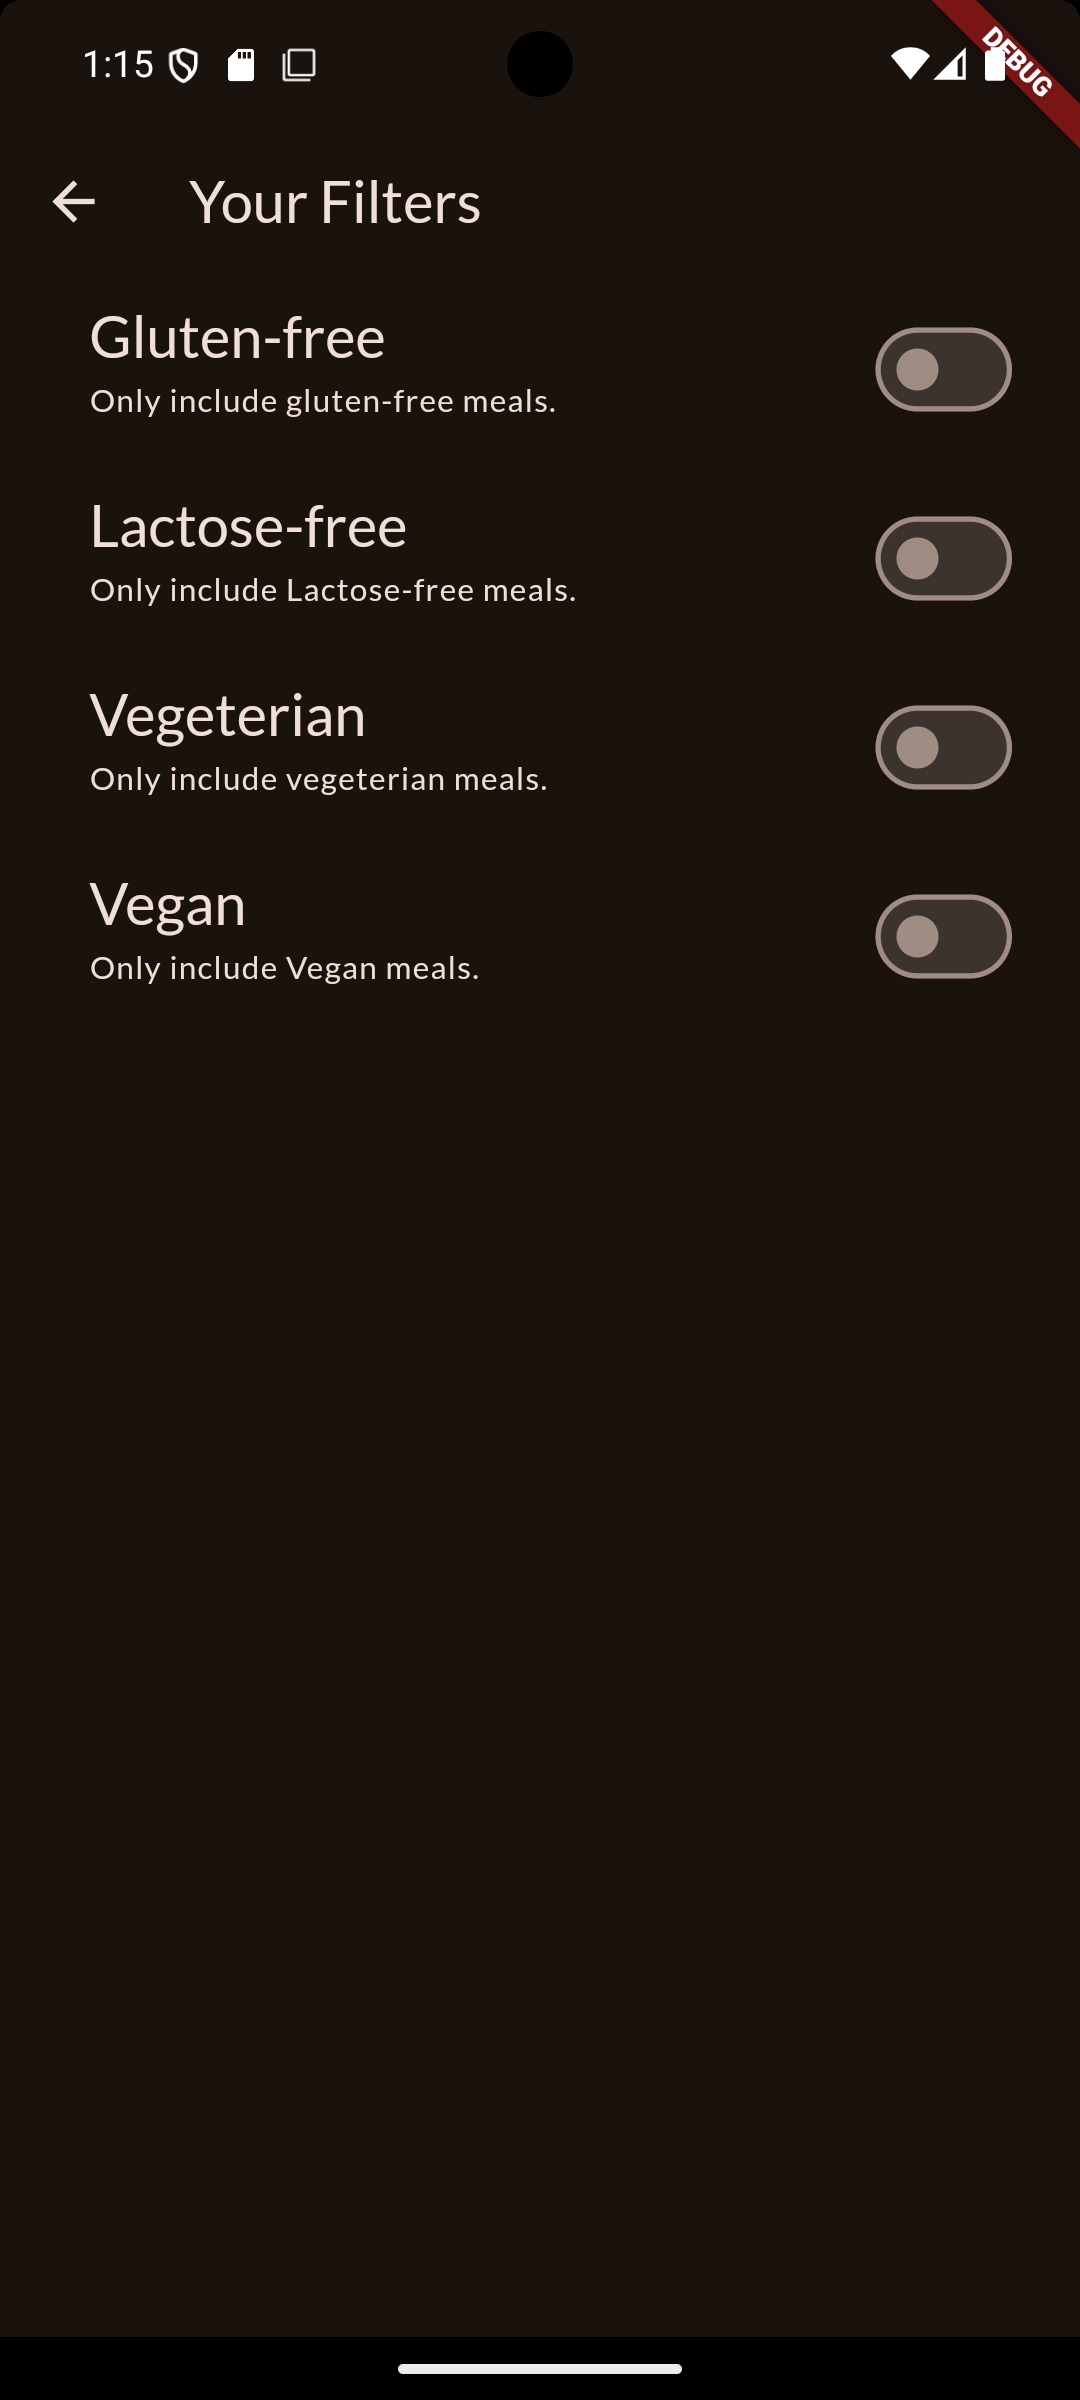 1:15
DEBUG
Your Filters
Gluten-free
Only include gluten-free meals.
Lactose-free
Only include Lactose-free meals.
Vegeterian
Only include vegeterian meals.
Vegan
Only include Vegan meals.